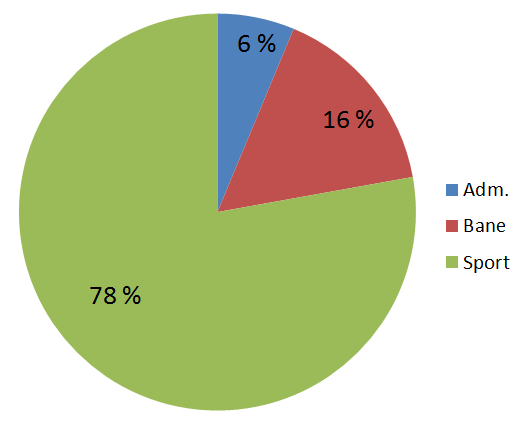 6 %
16 %
78 %
Adm.
Bane
Sport